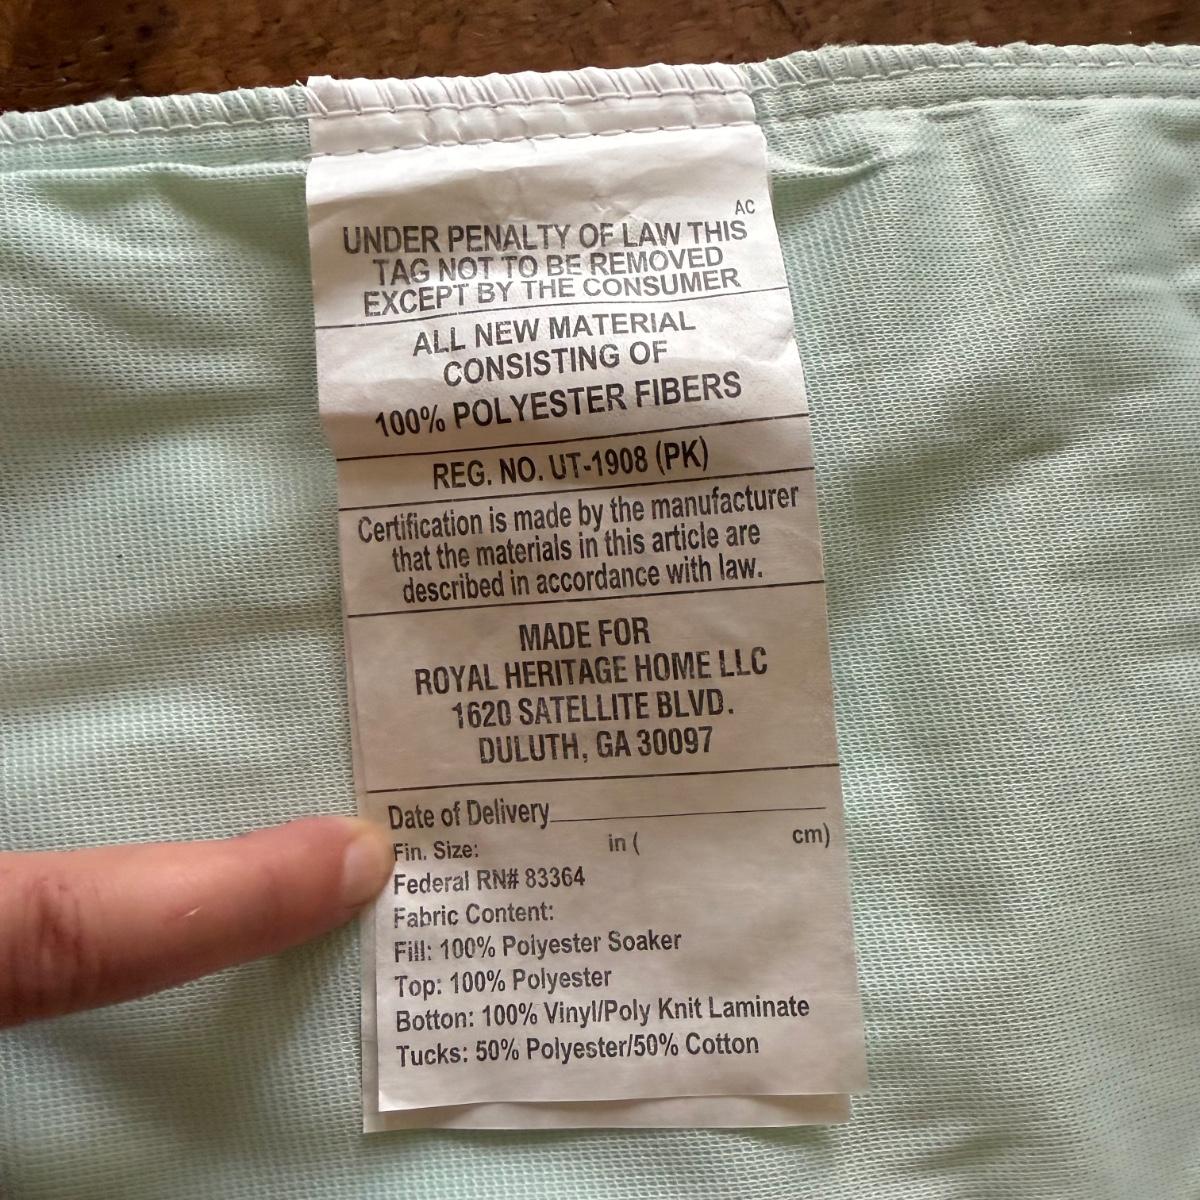 AC
UNDER PENALTY OF LAW THIS
TAG NOT TO BE REMOVED
EXCEPT BY THE CONSUMER
ALL NEW MATERIAL
CONSISTING OF
100% POLYESTER FIBERS
REG. NO. UT-1908 (PK)
Certification is made by the manufacturer
that the materials in this article are
described in accordance with law.
MADE FOR
ROYAL HERITAGE HOME LLC
1620 SATELLITE BLVD.
DULUTH, GA 30097
Date of Delivery
Fin. Size: in ( cm)
Federal RN# 83364
Fabric Content:
Fill: 100% Polyester Soaker
Top: 100% Polyester
Botton: 100% Vinyl/Poly Knit Laminate
Tucks: 50% Polyester/50% Cotton